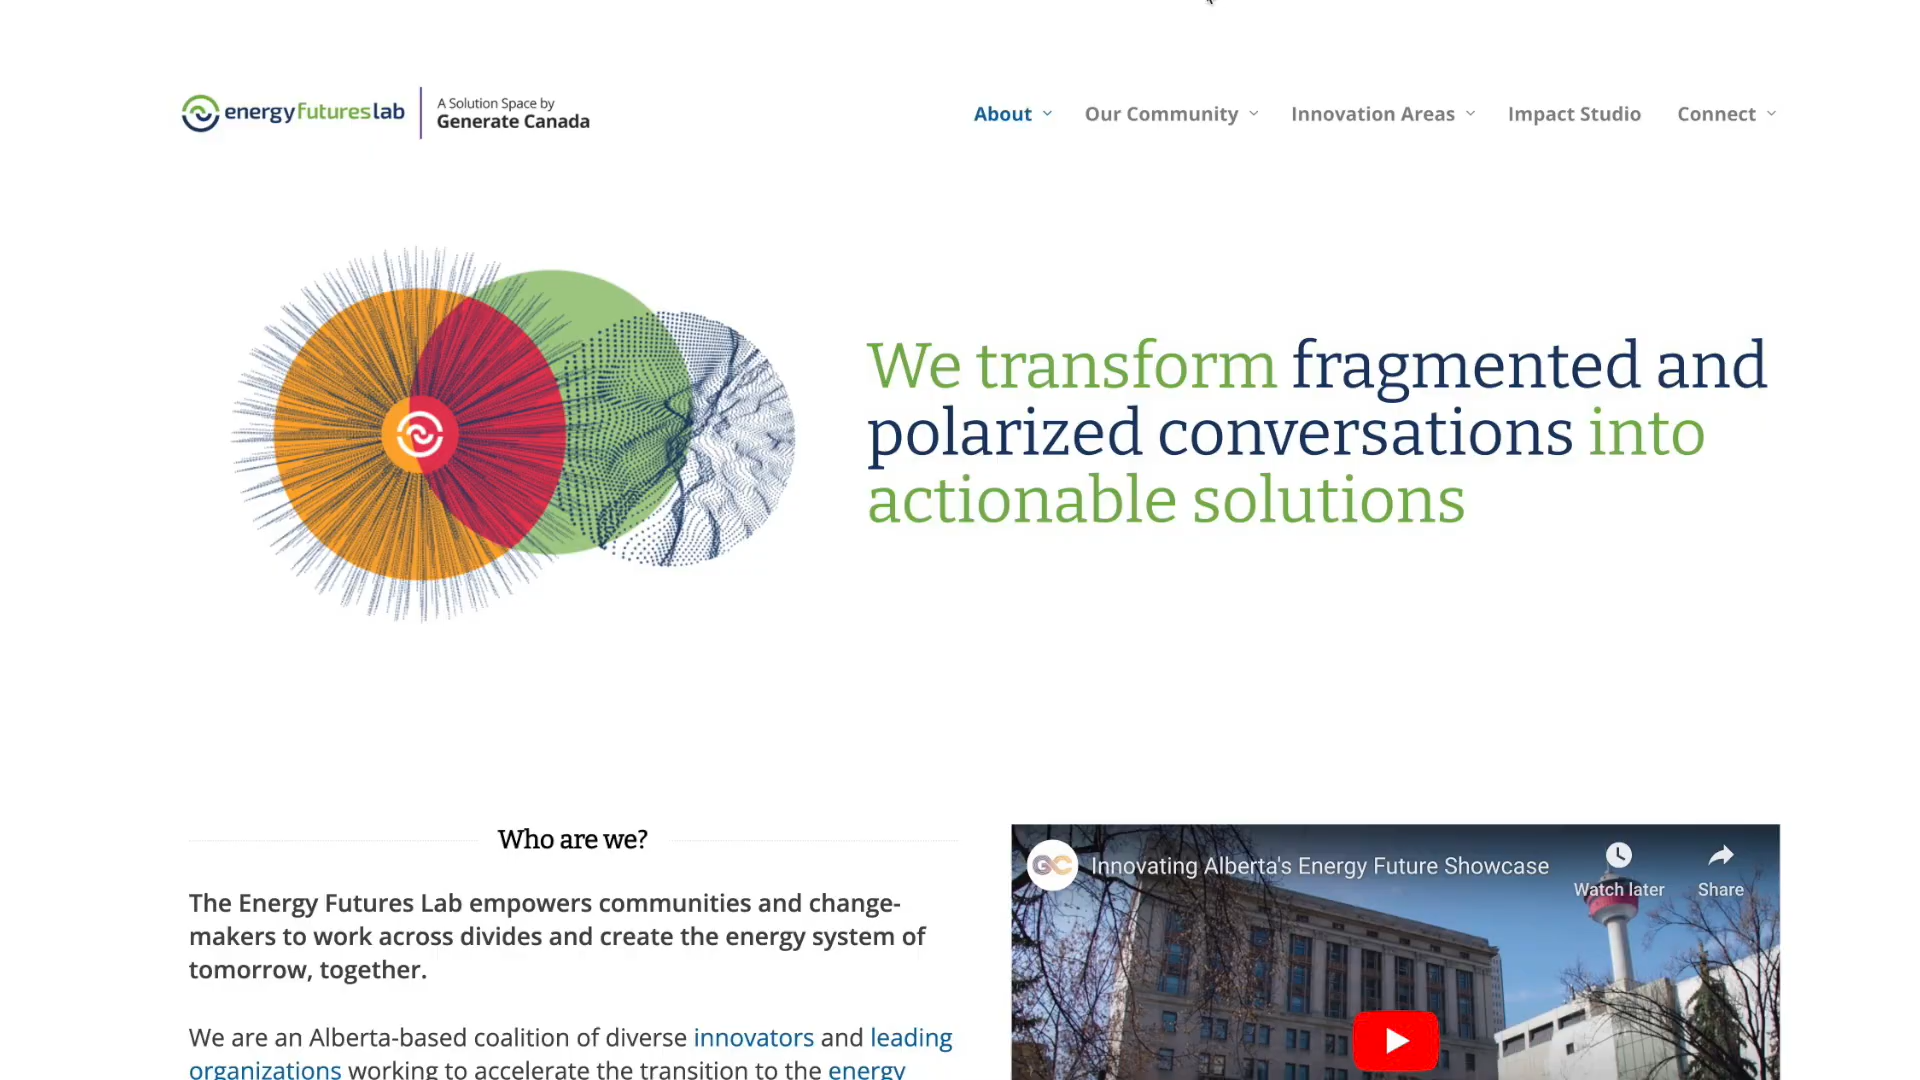 energyfutureslab
A Solution Space by
Generate Canada
About
Our Community
Innovation Areas
Impact Studio
Connect
We transform fragmented and
polarized conversations into
actionable solutions
Who are we?
The Energy Futures Lab empowers communities and change-
makers to work across divides and create the energy system of
tomorrow, together.
We are an Alberta-based coalition of diverse innovators and leading
organizations working to accelerate the transition to the energy
GC
Innovating Alberta's Energy Future Showcase
Watch later
Share